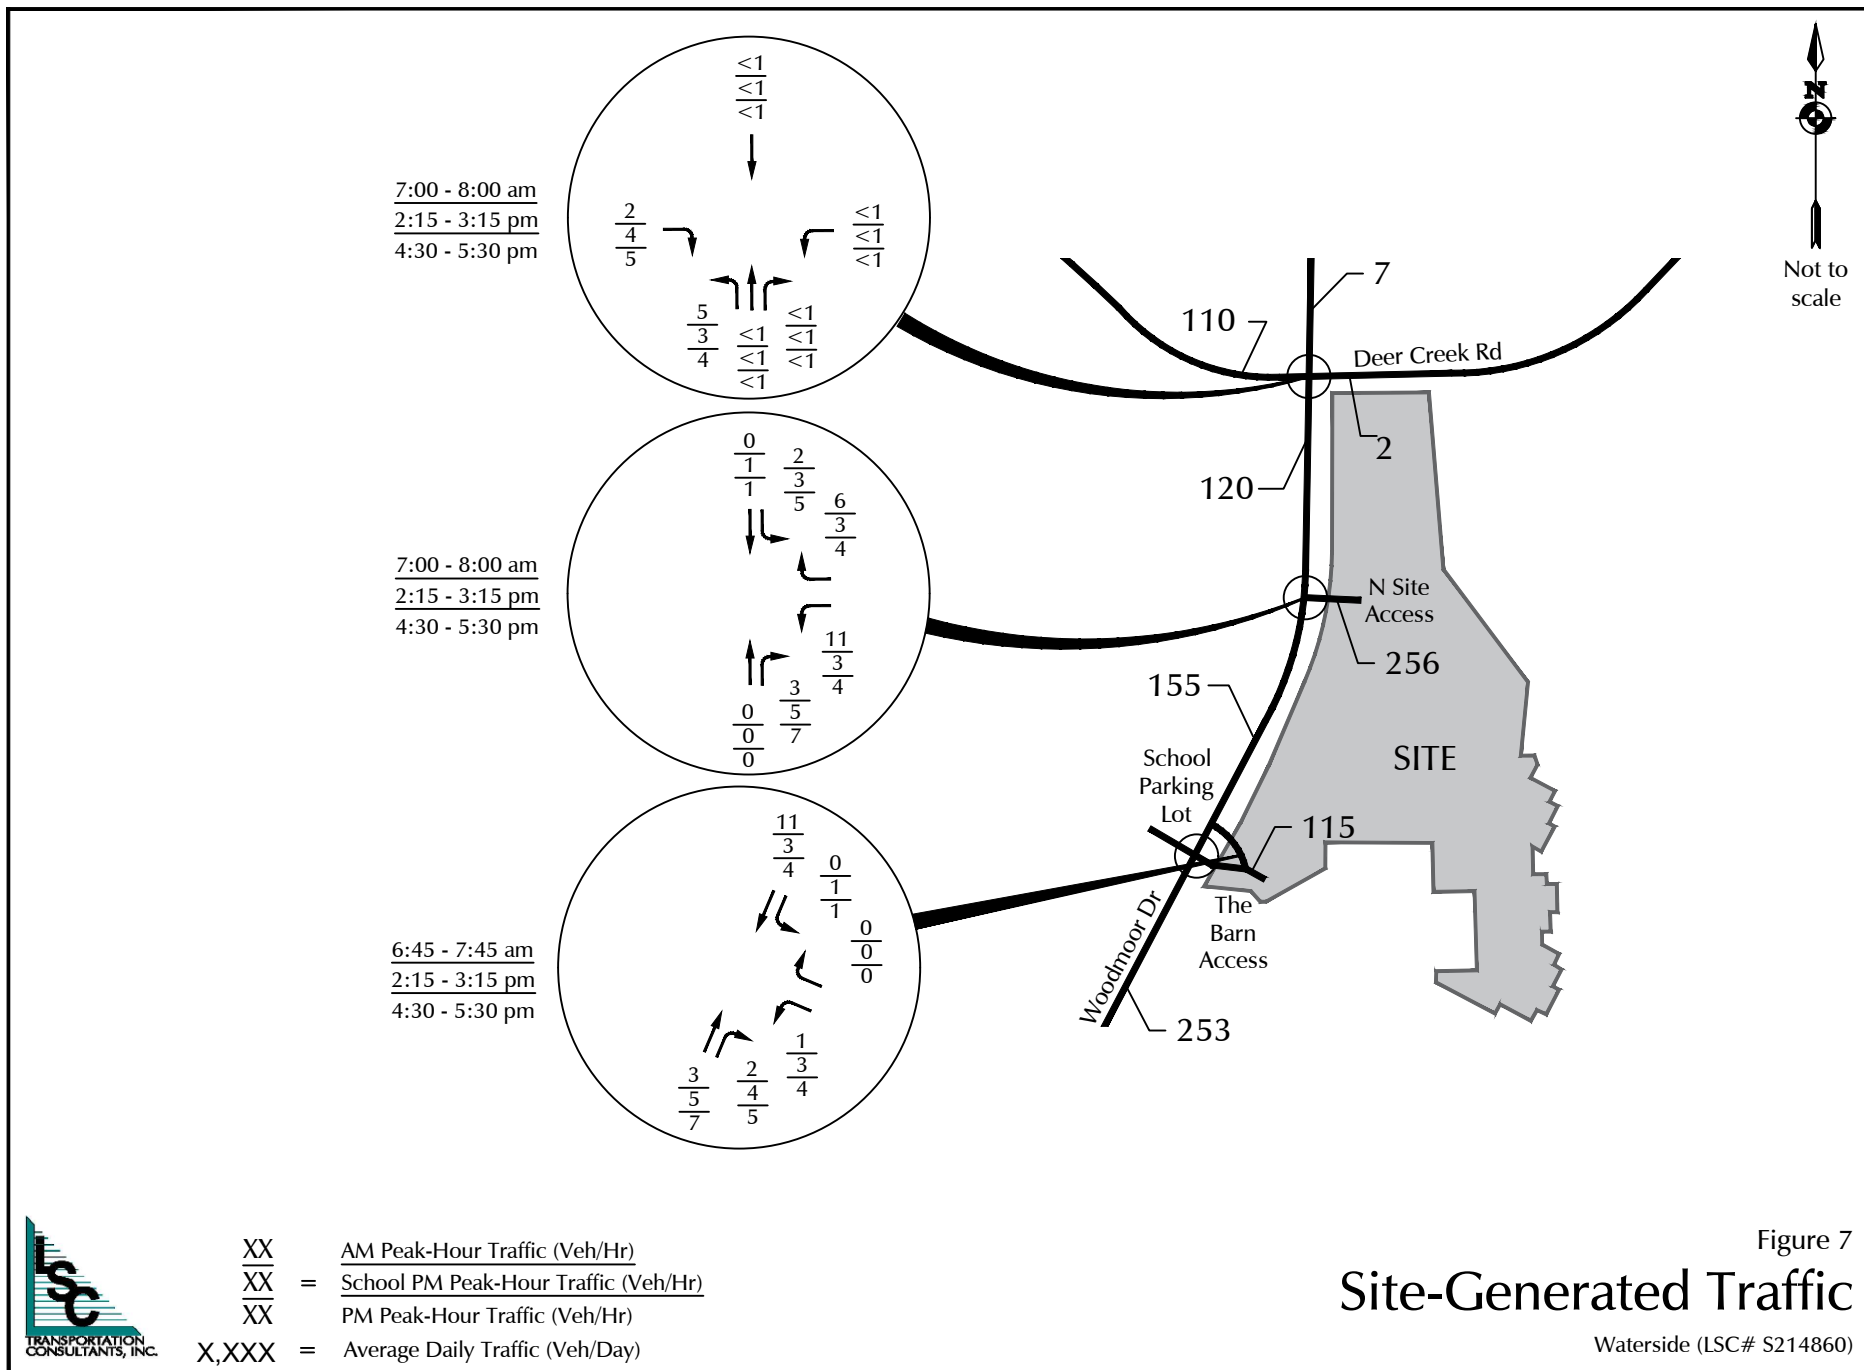 <1
<1
<1
7:00 - 8:00 am
2:15 - 3:15 pm
4:30 - 5:30 pm
2
4
5
<1
<1
<1
5
3
4
<1
<1
<1
<1
<1
<1
N
Not to
scale
7
110
Deer Creek Rd
2
120
0
1
1
2
3
5
6
3
4
7:00 - 8:00 am
2:15 - 3:15 pm
4:30 - 5:30 pm
11
3
4
3
5
7
0
0
0
N Site
Access
256
155
SITE
School
Parking
Lot
115
The
Barn
Access
Woodmoor Dr
253
11
3
4
0
1
1
0
0
0
6:45 - 7:45 am
2:15 - 3:15 pm
4:30 - 5:30 pm
1
3
4
2
4
5
3
5
7
LSC
TRANSPORTATION
CONSULTANTS, INC.
XX AM Peak-Hour Traffic (Veh/Hr)
XX = School PM Peak-Hour Traffic (Veh/Hr)
XX PM Peak-Hour Traffic (Veh/Hr)
X,XXX = Average Daily Traffic (Veh/Day)
Figure 7
Site-Generated Traffic
Waterside (LSC# S214860)